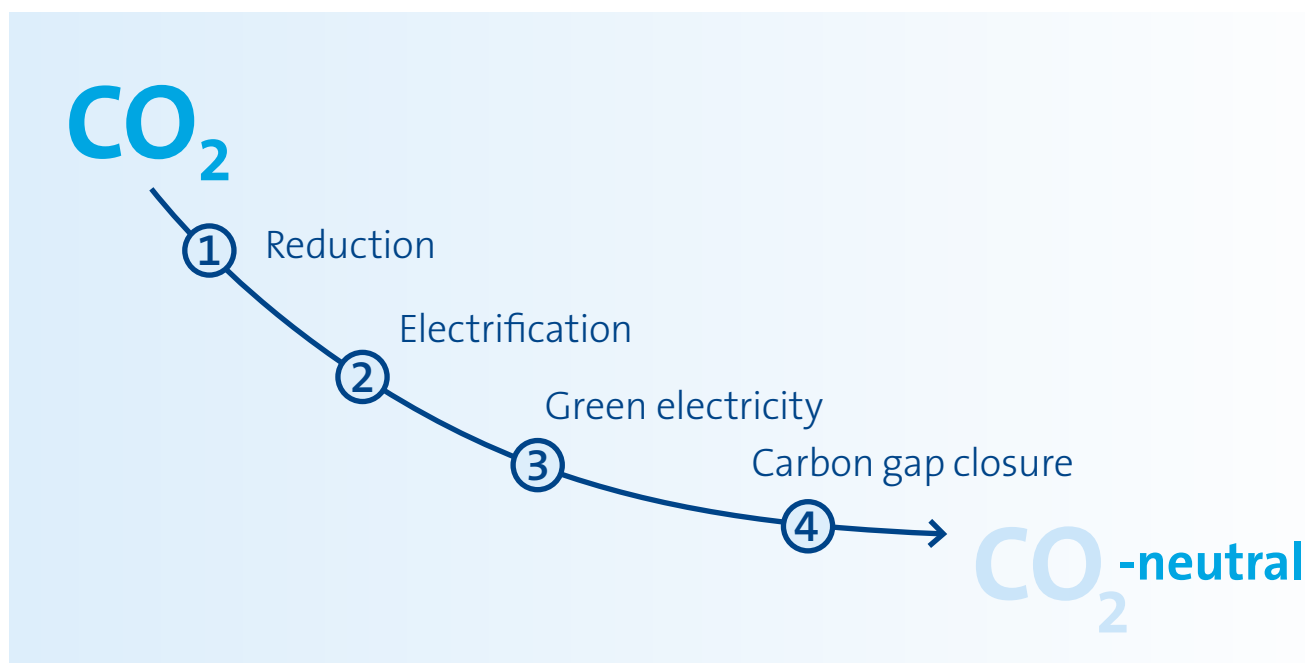 CO₂
1 Reduction
2 Electrification
3 Green electricity
4 Carbon gap closure
CO₂-neutral